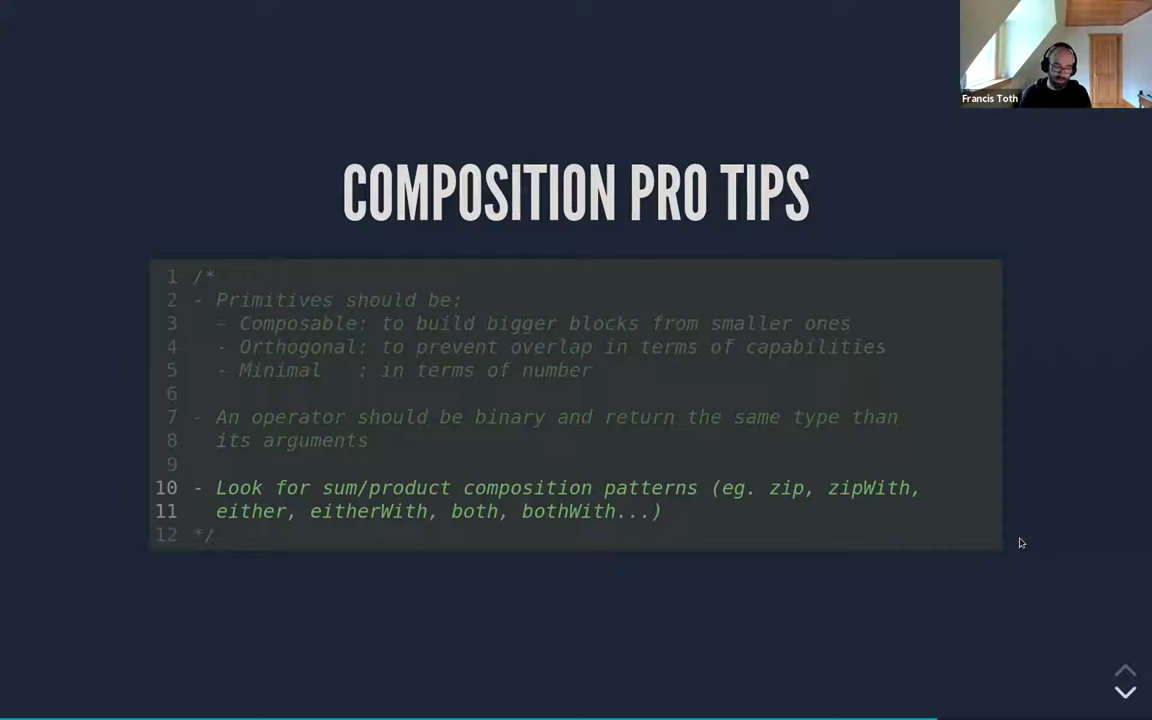 Francis Toth
COMPOSITION PRO TIPS
1 /*
2 - Primitives should be:
3   - Composable: to build bigger blocks from smaller ones
4   - Orthogonal: to prevent overlap in terms of capabilities
5   - Minimal   : in terms of number
6
7 - An operator should be binary and return the same type than
8   its arguments
9
10 - Look for sum/product composition patterns (eg. zip, zipWith,
11   either, eitherWith, both, bothWith...)
12 */